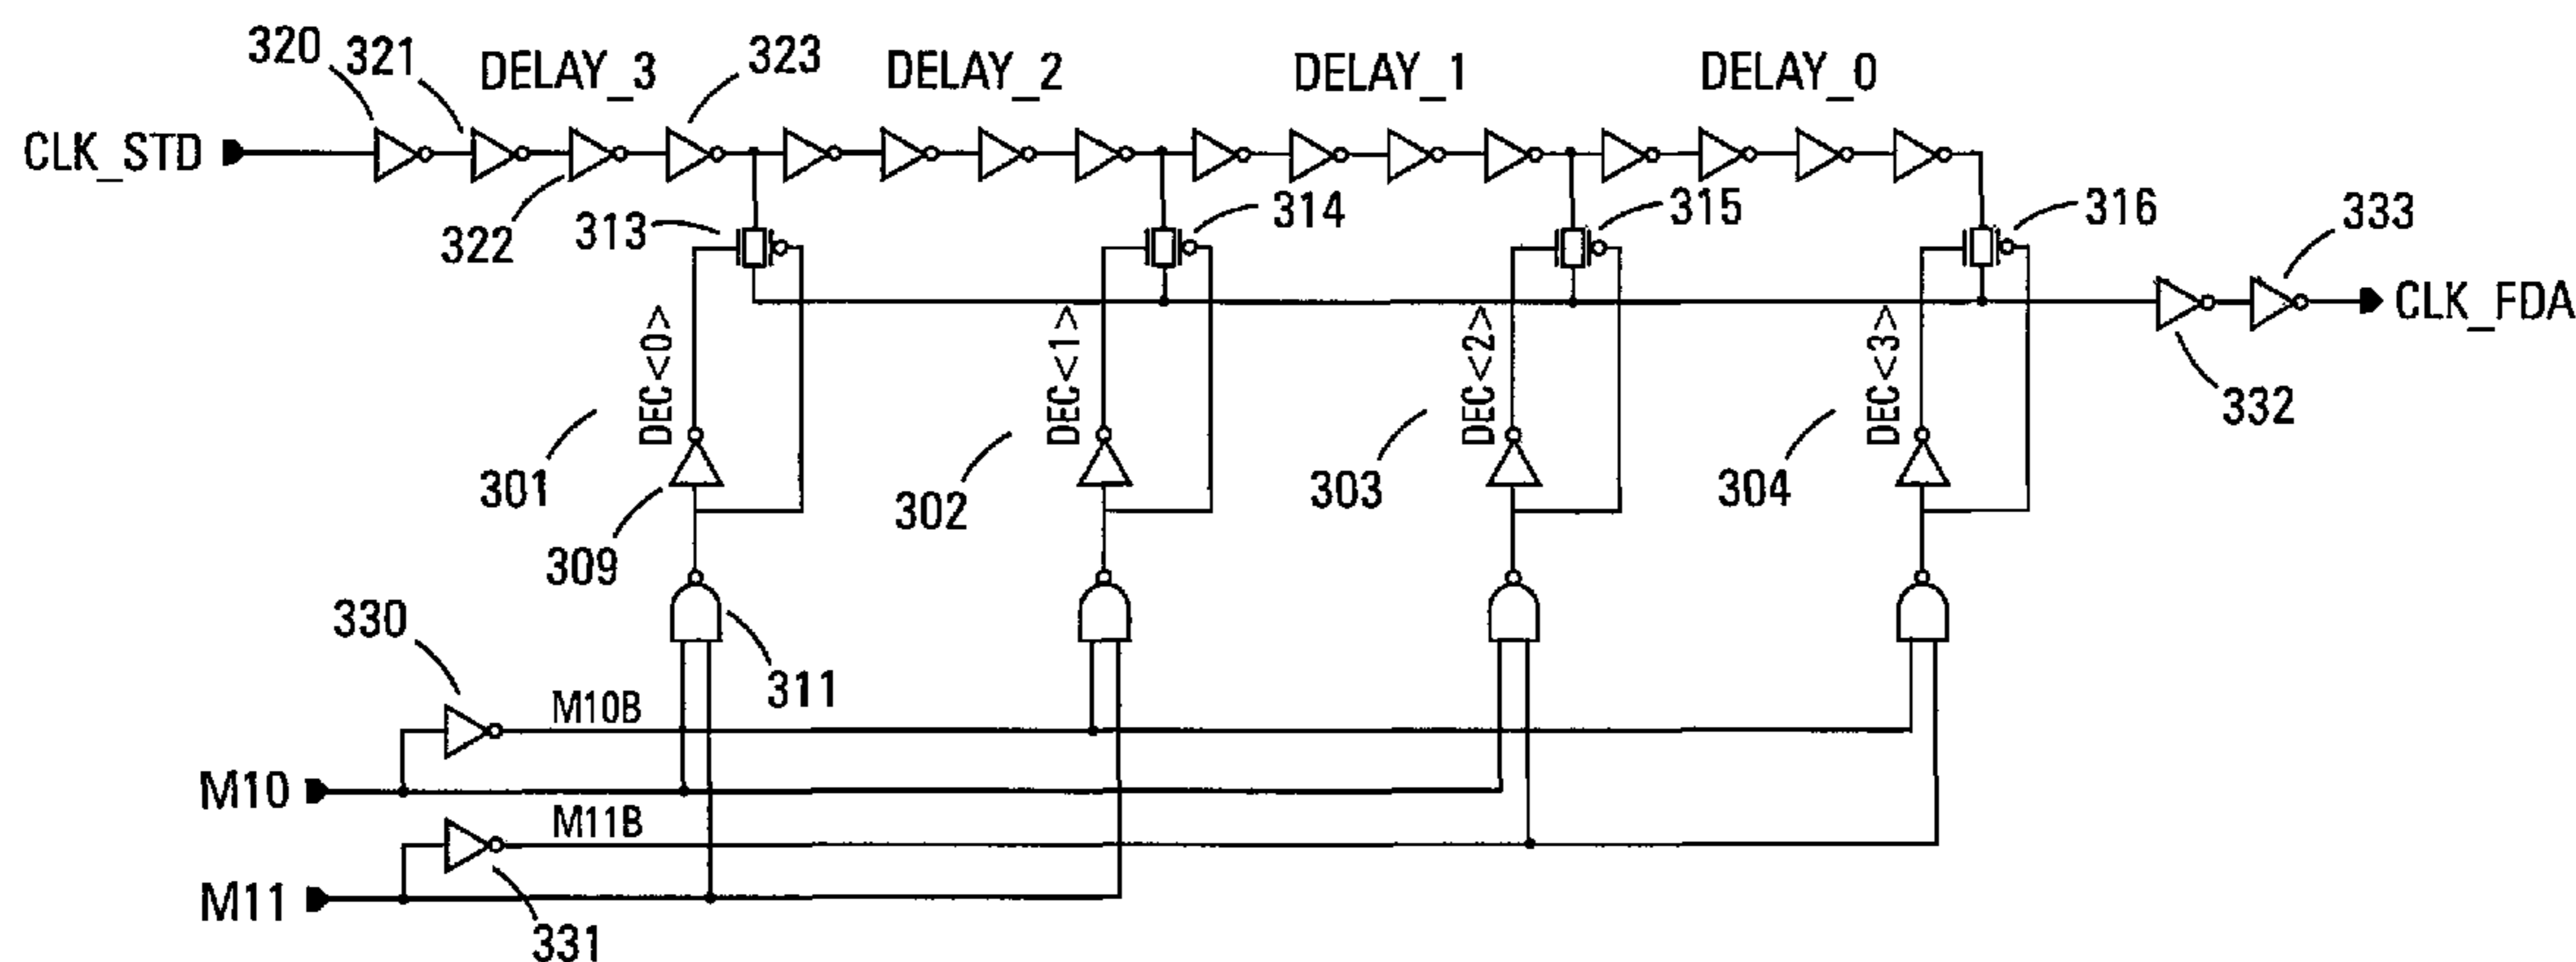 320
321
DELAY_3
323
DELAY_2
DELAY_1
DELAY_0
CLK_STD
322
313
314
315
316
333
CLK_FDA
332
DEC<0>
DEC<1>
DEC<2>
DEC<3>
301
302
303
304
309
330
311
M10B
M10
M11B
M11
331